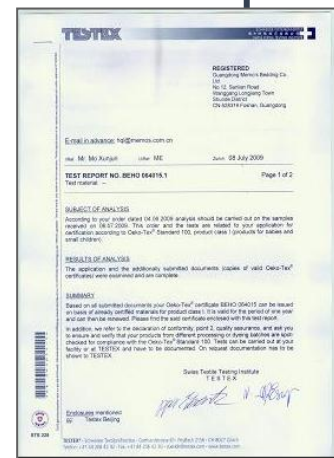 TESTEX
REGISTERED
Guangdong Memo's Bedding Co.,
Ltd
No 12, Sanlian Road
Wanggang Longjiang Town
Shunde District
CN-528319 Foshan, Guangdong
E-mail in advance: hql@memos.com.cn
Mr. Mo Xunjun
ME
08 July 2009
TEST REPORT NO. BEHO 064015.1
Page 1 of 2
Test material: --
SUBJECT OF ANALYSIS
According to your order dated 04.06.2009 analysis should be carried out on the samples
received on 06.07.2009. This order and the tests are related to your application for
certification according to Oeko-Tex® Standard 100, product class I (products for babies and
small children).
RESULTS OF ANALYSIS
The application and the additionally submitted documents (copies of valid Oeko-Tex®
certificates) were examined and are complete.
SUMMARY
Based on all submitted documents your Oeko-Tex® certificate BEHO 064015 can be issued
on basis of already certified materials for product class I. It is valid for the period of one year
and can then be renewed. Please find the said certificate enclosed with this test report.
In addition, we refer to the declaration of conformity, point 2, quality assurance, and ask you
to ensure and verify that your products from different processing or dyeing batches are spot-
checked for compliance with the Oeko-Tex® Standard 100. Tests can be carried out at your
facility or at TESTEX and have to be documented. On request documentation has to be
shown to TESTEX.
Swiss Textile Testing Institute
TESTEX
Enclosures mentioned
Testex Beijing
STS 239